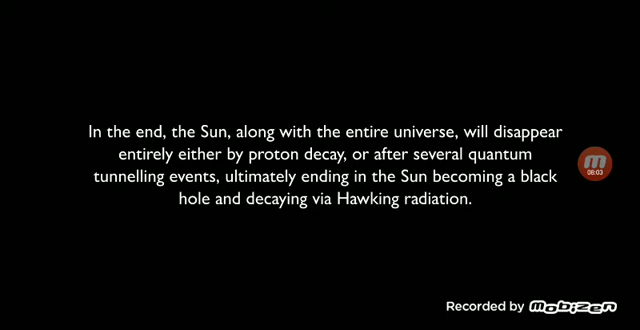 In the end, the Sun, along with the entire universe, will disappear
entirely either by proton decay, or after several quantum
tunnelling events, ultimately ending in the Sun becoming a black
hole and decaying via Hawking radiation.
08:03
Recorded by mobizen